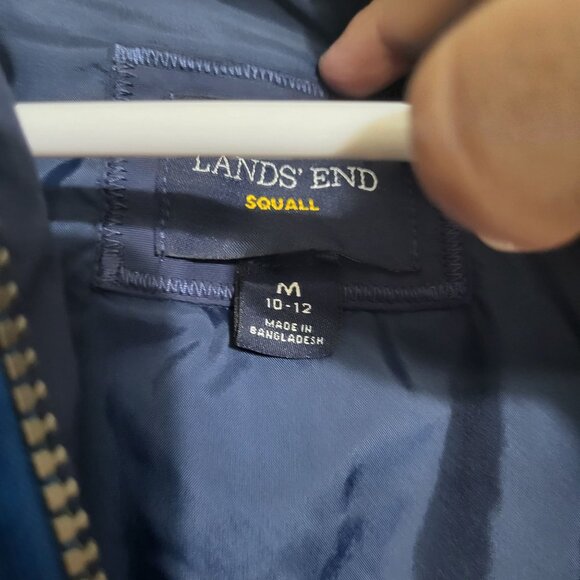 LANDS' END
SQUALL
M
10-12
MADE IN
BANGLADESH